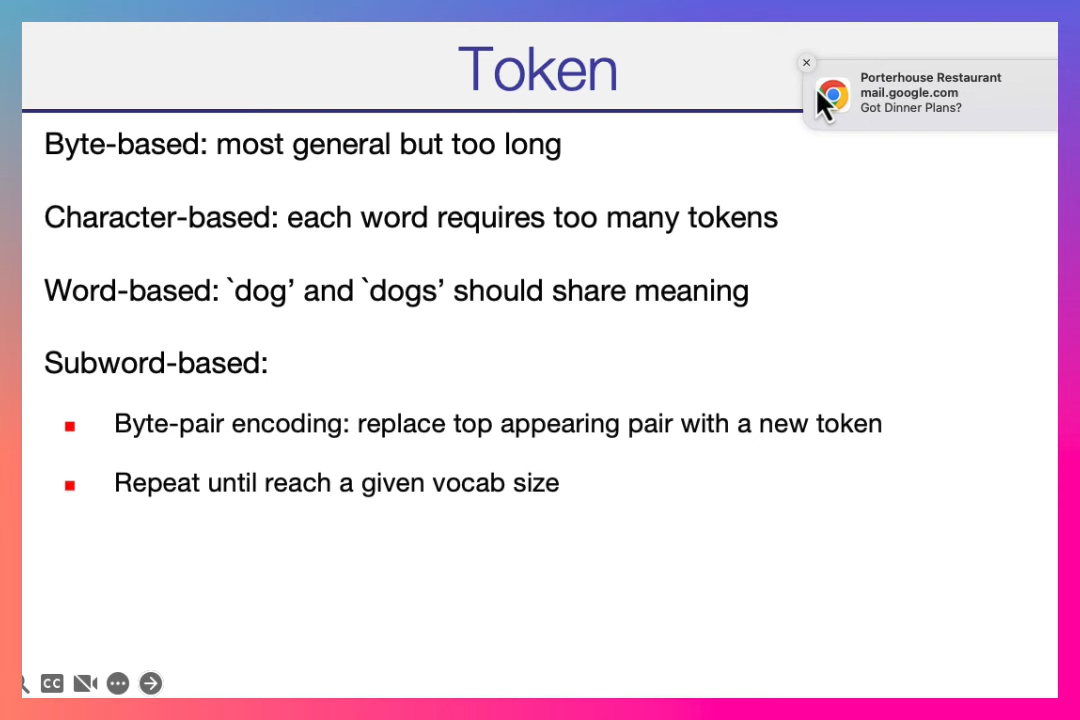 Token
Porterhouse Restaurant
mail.google.com
Got Dinner Plans?
Byte-based: most general but too long
Character-based: each word requires too many tokens
Word-based: `dog’ and `dogs’ should share meaning
Subword-based:
Byte-pair encoding: replace top appearing pair with a new token
Repeat until reach a given vocab size
CC